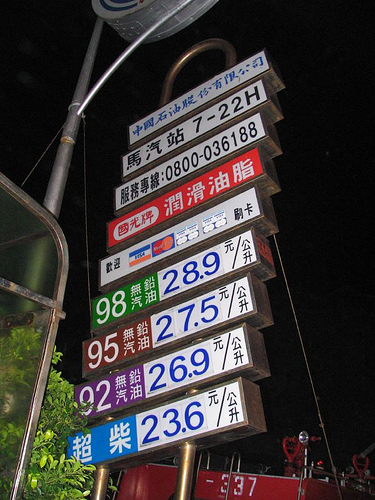 中國石油股份有限公司
馬汽站 7-22H
服務專線:0800-036188
國光牌 潤滑油脂
歡迎 VISA 刷卡
98 無鉛汽油 28.9 元/公升
95 無鉛汽油 27.5 元/公升
92 無鉛汽油 26.9 元/公升
超柴 23.6 元/公升
-337